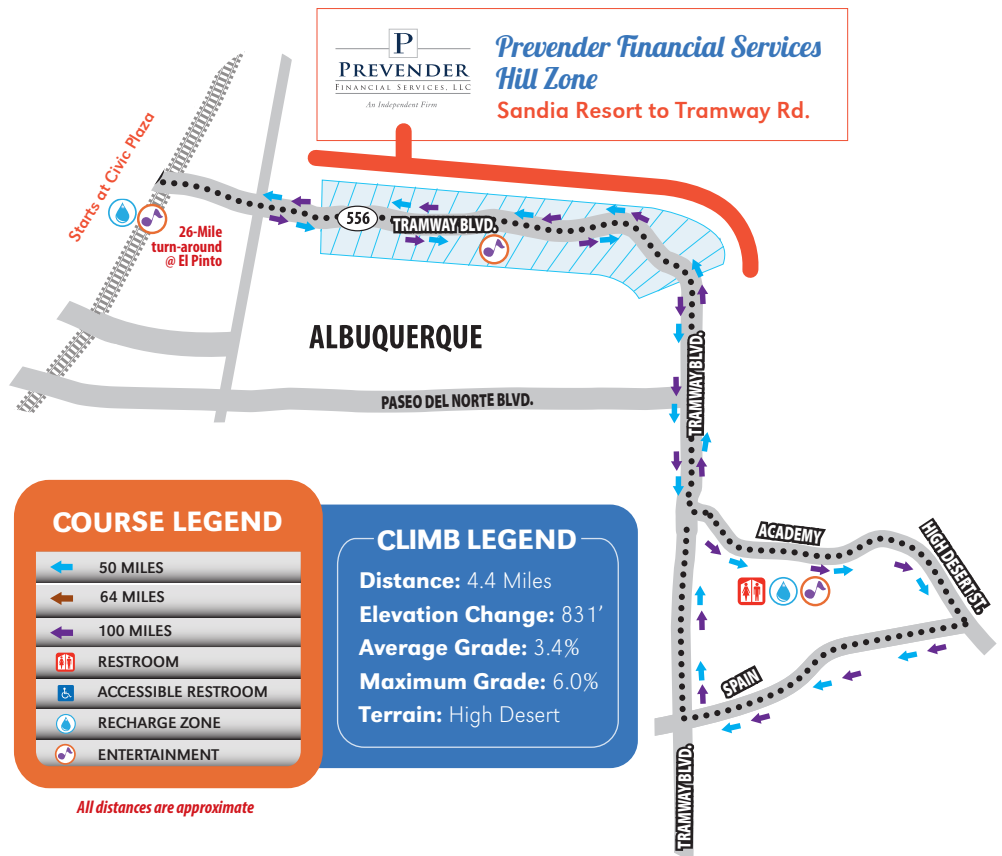 P
PREVENDER
FINANCIAL SERVICES, LLC
An Independent Firm
Prevender Financial Services
Hill Zone
Sandia Resort to Tramway Rd.
Starts at Civic Plaza
26-Mile
turn-around
@ El Pinto
556
TRAMWAY BLVD.
ALBUQUERQUE
TRAMWAY BLVD.
PASEO DEL NORTE BLVD.
ACADEMY
HIGH DESERT ST.
SPAIN
TRAMWAY BLVD.
COURSE LEGEND
50 MILES
64 MILES
100 MILES
RESTROOM
ACCESSIBLE RESTROOM
RECHARGE ZONE
ENTERTAINMENT
All distances are approximate
CLIMB LEGEND
Distance: 4.4 Miles
Elevation Change: 831′
Average Grade: 3.4%
Maximum Grade: 6.0%
Terrain: High Desert